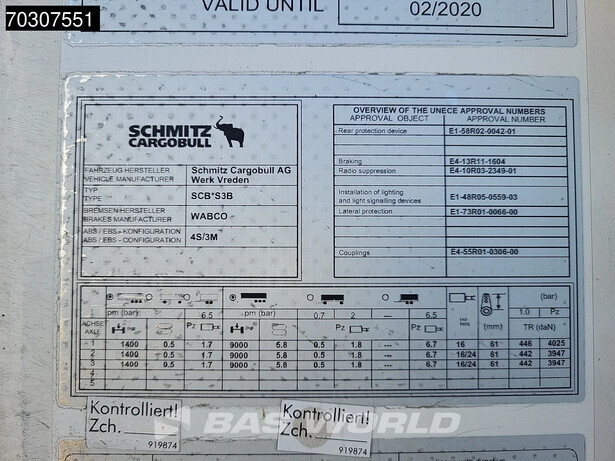 70307551
VALID UNTIL 02/2020
SCHMITZ
CARGOBULL
FAHRZEUG-HERSTELLER
VEHICLE MANUFACTURER
Schmitz Cargobull AG
Werk Vreden
TYP
TYPE
SCB*S3B
BREMSEN-HERSTELLER
BRAKES MANUFACTURER
WABCO
ABS / EBS - KONFIGURATION
ABS / EBS - CONFIGURATION
4S/3M
OVERVIEW OF THE UNECE APPROVAL NUMBERS
APPROVAL OBJECT APPROVAL NUMBER
Rear protection device E1-58R02-0042-01
Braking E4-13R11-1604
Radio suppression E4-10R03-2349-01
Installation of lighting
and light signalling devices
E1-48R05-0559-03
Lateral protection E1-73R01-0066-00
Couplings E4-55R01-0306-00
(bar)
pm (bar) 6.5 pm (bar) 0.7 2 --- 6.5 (mm) 1.0 Pz
ACHSE
AXLE
Pz Pz Pz TR (daN)
1 1400 0.5 1.7 9000 5.8 0.5 1.8 --- 6.7 16 61 446 4025
2 1400 0.5 1.7 9000 5.8 0.5 1.8 --- 6.7 16/24 61 442 3947
3 1400 0.5 1.7 9000 5.8 0.5 1.8 --- 6.7 16/24 61 442 3947
4
5
Kontrolliert!
Zch.
919874
Kontrolliert!
Zch.
919874
BAS WORLD